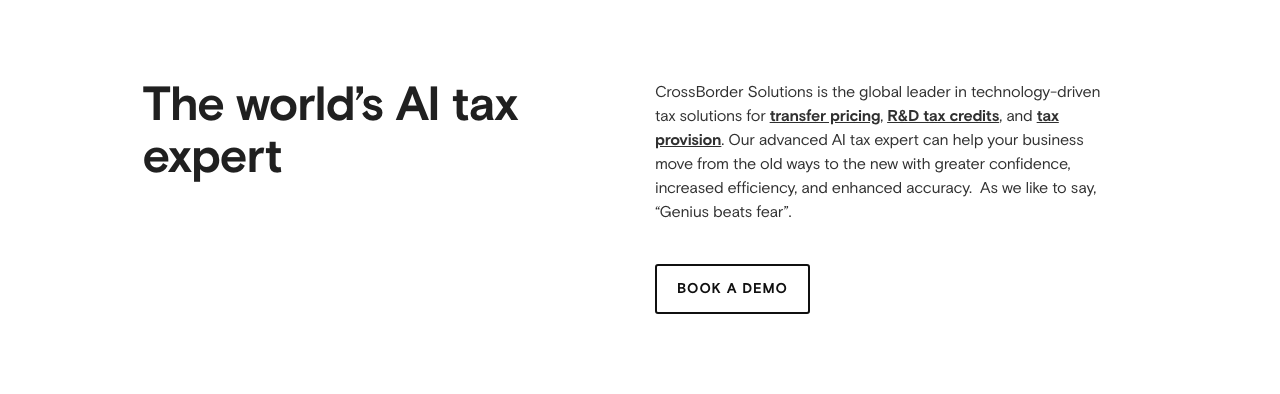 The world’s AI tax
expert
CrossBorder Solutions is the global leader in technology-driven
tax solutions for transfer pricing, R&D tax credits, and tax
provision. Our advanced AI tax expert can help your business
move from the old ways to the new with greater confidence,
increased efficiency, and enhanced accuracy.  As we like to say,
“Genius beats fear”.
BOOK A DEMO